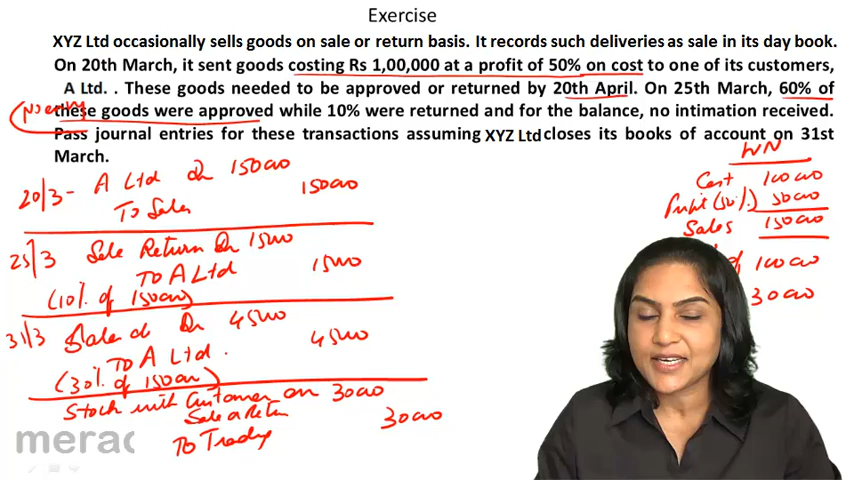 Exercise
XYZ Ltd occasionally sells goods on sale or return basis. It records such deliveries as sale in its day book.
On 20th March, it sent goods costing Rs 1,00,000 at a profit of 50% on cost to one of its customers,
A Ltd. . These goods needed to be approved or returned by 20th April. On 25th March, 60% of
these goods were approved while 10% were returned and for the balance, no intimation received.
Pass journal entries for these transactions assuming XYZ Ltd closes its books of account on 31st
March.
No entry
20/3 - A Ltd Dr 150000
To Sales 150000
25/3 Sale Return Dr 15000
To A Ltd 15000
(10% of 150000)
31/3 Sales Dr 45000
To A Ltd. 45000
(30% of 150000)
Stock with Customer on 30000
Sale or Return
To Trading 30000
WN
Cost 100000
Profit (50%) 50000
Sales 150000
of 100000
30000
merac